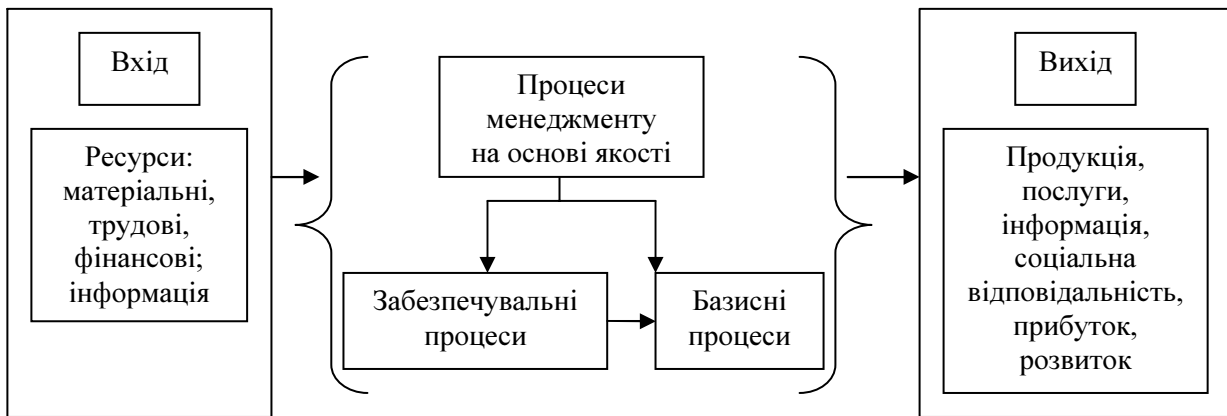 Вхід
Ресурси:
матеріальні,
трудові,
фінансові;
інформація
Процеси
менеджменту
на основі якості
Забезпечувальні
процеси
Базисні
процеси
Вихід
Продукція,
послуги,
інформація,
соціальна
відповідальність,
прибуток,
розвиток